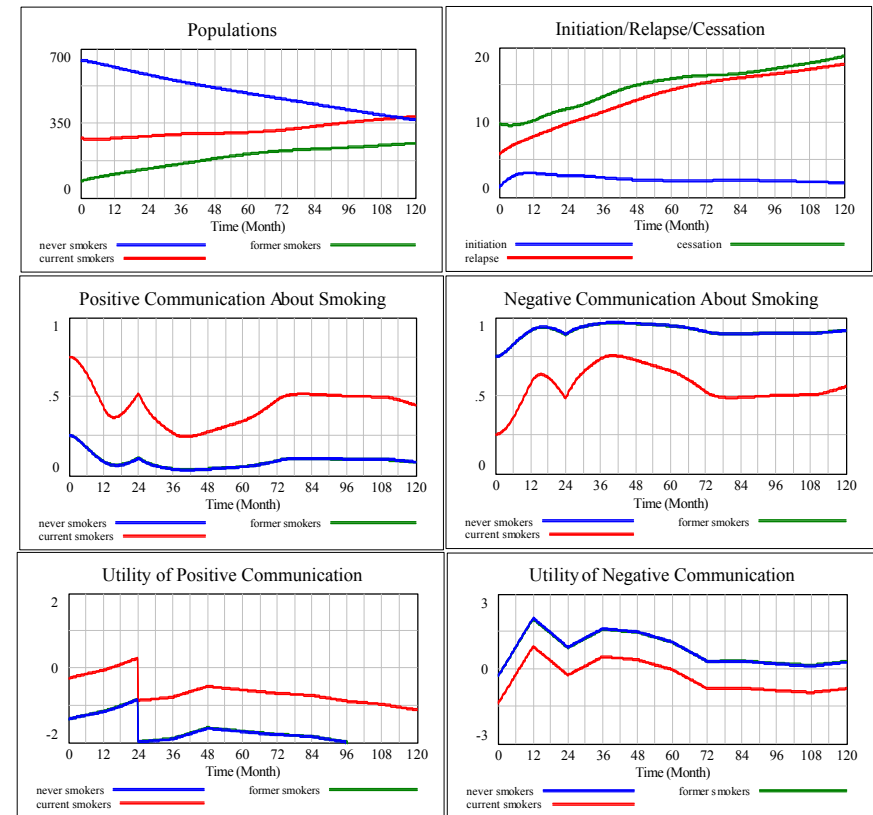 Populations
700
350
0
0 12 24 36 48 60 72 84 96 108 120
Time (Month)
never smokers
former smokers
current smokers
Initiation/Relapse/Cessation
20
10
0
0 12 24 36 48 60 72 84 96 108 120
Time (Month)
initiation
cessation
relapse
Positive Communication About Smoking
1
.5
0
0 12 24 36 48 60 72 84 96 108 120
Time (Month)
never smokers
former smokers
current smokers
Negative Communication About Smoking
1
.5
0
0 12 24 36 48 60 72 84 96 108 120
Time (Month)
never smokers
former smokers
current smokers
Utility of Positive Communication
2
0
-2
0 12 24 36 48 60 72 84 96 108 120
Time (Month)
never smokers
former smokers
current smokers
Utility of Negative Communication
3
0
-3
0 12 24 36 48 60 72 84 96 108 120
Time (Month)
never smokers
former smokers
current smokers